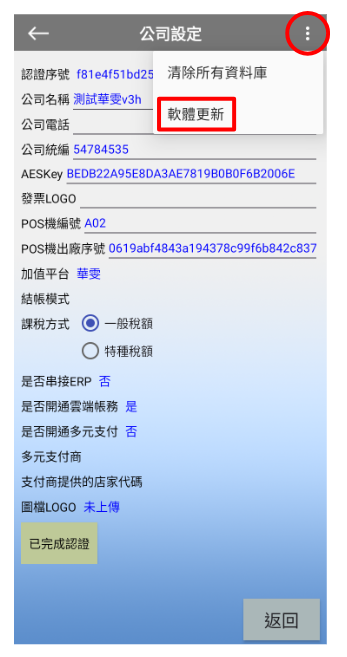 公司設定
認證序號 f81e4f51bd25
清除所有資料庫
公司名稱 測試華雯v3h
軟體更新
公司電話
公司統編 54784535
AESKey BEDB22A95E8DA3AE7819B0B0F6B2006E
發票LOGO
POS機編號 A02
POS機出廠序號 0619abf4843a194378c99f6b842c837
加值平台 華雯
結帳模式
課稅方式 一般稅額
特種稅額
是否串接ERP 否
是否開通雲端帳務 是
是否開通多元支付 否
多元支付商
支付商提供的店家代碼
圖檔LOGO 未上傳
已完成認證
返回